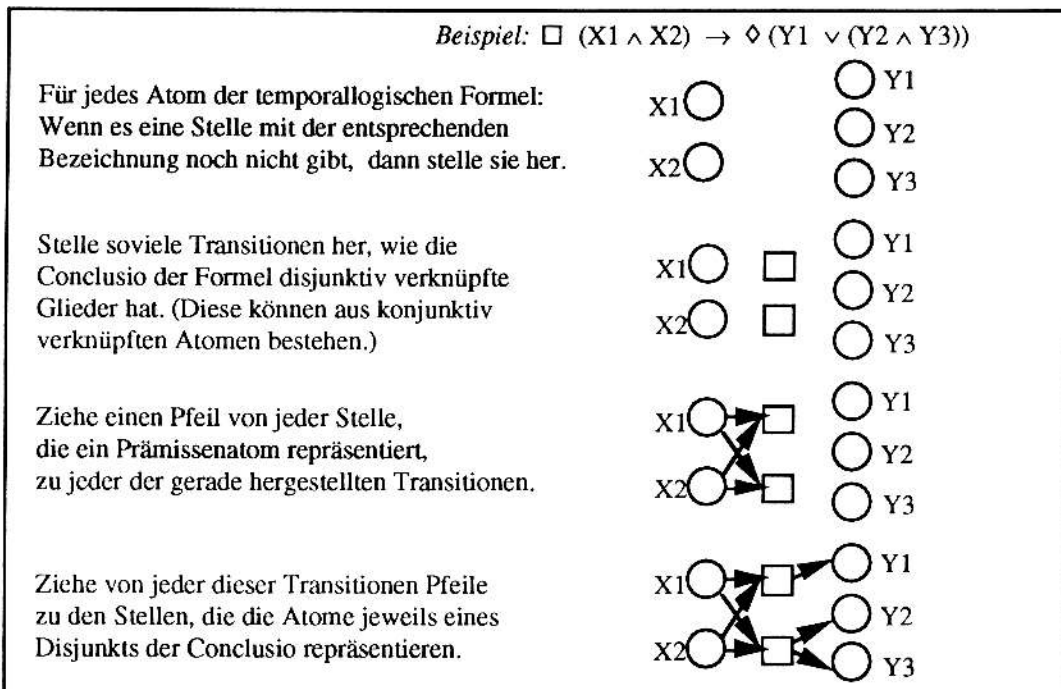 Beispiel: □ (X1 ∧ X2) → ◊ (Y1 ∨ (Y2 ∧ Y3))
Für jedes Atom der temporallogischen Formel:
Wenn es eine Stelle mit der entsprechenden
Bezeichnung noch nicht gibt, dann stelle sie her.
X1
X2
Y1
Y2
Y3
Stelle soviele Transitionen her, wie die
Conclusio der Formel disjunktiv verknüpfte
Glieder hat. (Diese können aus konjunktiv
verknüpften Atomen bestehen.)
X1
X2
Y1
Y2
Y3
Ziehe einen Pfeil von jeder Stelle,
die ein Prämissenatom repräsentiert,
zu jeder der gerade hergestellten Transitionen.
X1
X2
Y1
Y2
Y3
Ziehe von jeder dieser Transitionen Pfeile
zu den Stellen, die die Atome jeweils eines
Disjunkts der Conclusio repräsentieren.
X1
X2
Y1
Y2
Y3